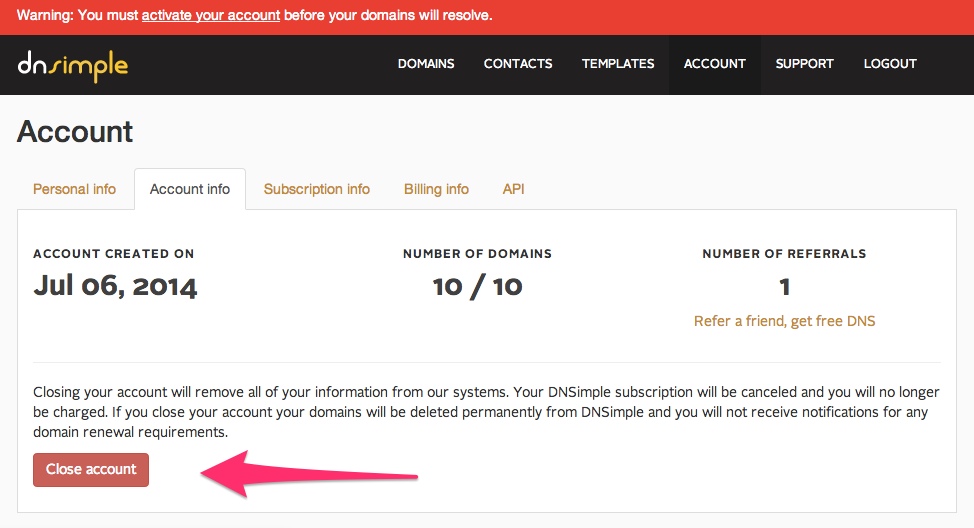 Warning: You must activate your account before your domains will resolve.
dnsimple
DOMAINS CONTACTS TEMPLATES ACCOUNT SUPPORT LOGOUT
Account
Personal info Account info Subscription info Billing info API
ACCOUNT CREATED ON NUMBER OF DOMAINS NUMBER OF REFERRALS
Jul 06, 2014 10 / 10 1
Refer a friend, get free DNS
Closing your account will remove all of your information from our systems. Your DNSimple subscription will be canceled and you will no longer
be charged. If you close your account your domains will be deleted permanently from DNSimple and you will not receive notifications for any
domain renewal requirements.
Close account